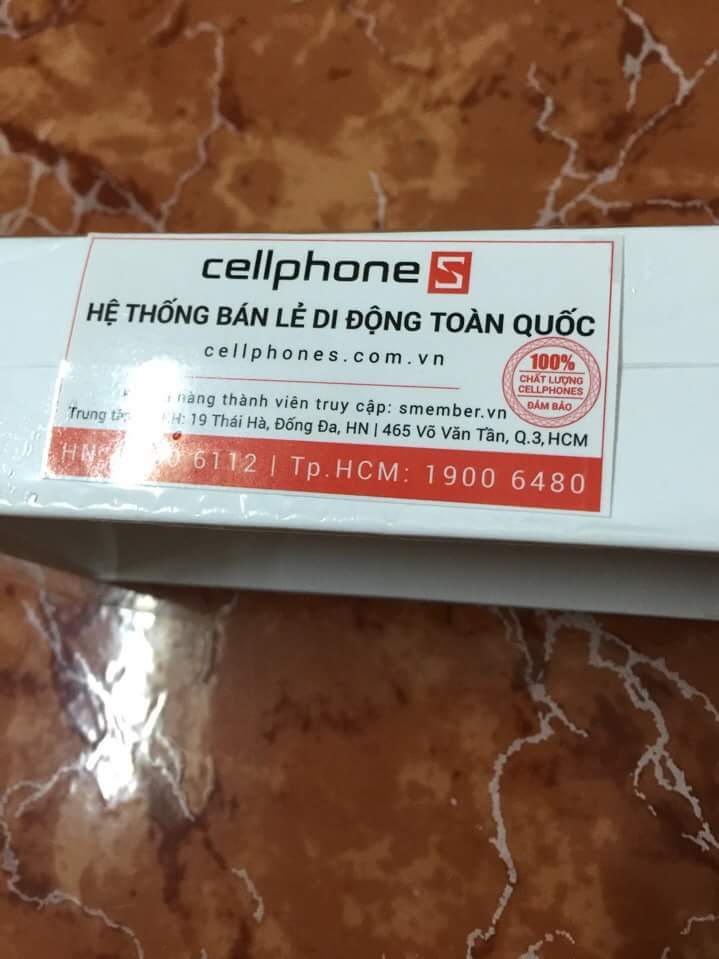 cellphone S
HỆ THỐNG BÁN LẺ DI ĐỘNG TOÀN QUỐC
cellphones.com.vn
100%
CHẤT LƯỢNG
CELLPHONES
ĐẢM BẢO
hàng thành viên truy cập: smember.vn
Trung 19 Thái Hà, Đống Đa, HN | 465 Võ Văn Tần, Q.3, HCM
HN: 6112 | Tp.HCM: 1900 6480